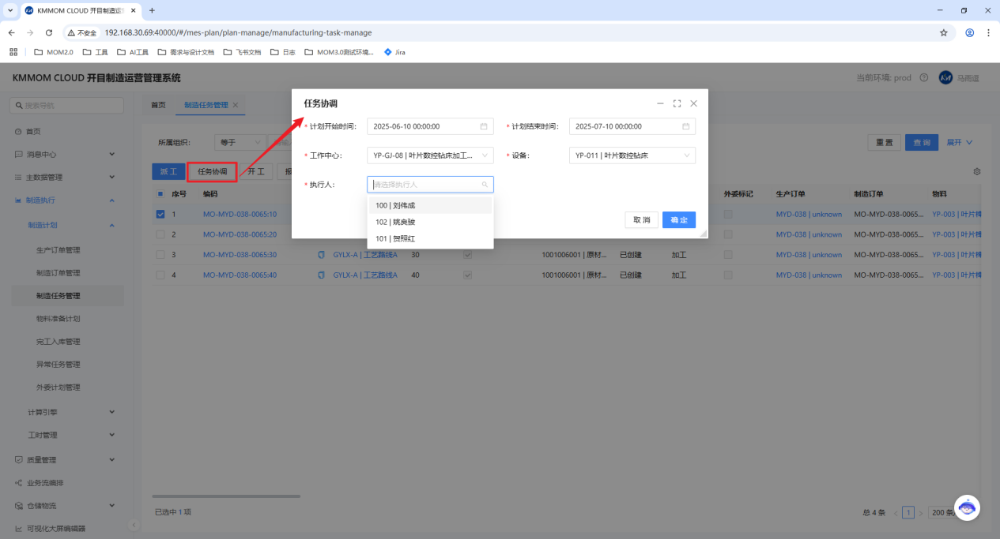 KMMOM CLOUD 开目制造运
不安全 192.168.30.69:40000/#/mes-plan/plan-manage/manufacturing-task-manage
MOM2.0 工具 AI工具 需求与设计文档 飞书文档 日志 MOM3.0测试环境... Jira
KMMOM CLOUD 开目制造运营管理系统 当前环境: prod
搜索导航 首页 制造任务管理
首页
消息中心
主数据管理
制造执行
制造计划
生产订单管理
制造订单管理
制造任务管理
物料准备计划
完工入库管理
异常任务管理
外委计划管理
计算引擎
工时管理
质量管理
业务流编排
仓储物流
可视化大屏编辑器
所属组织: 等于 重置 查询 展开
派工 任务协调 开工
任务协调
* 计划开始时间: 2025-06-10 00:00:00 * 计划结束时间: 2025-07-10 00:00:00
* 工作中心: YP-GJ-08 | 叶片数控钻床加工... * 设备: YP-011 | 叶片数控钻床
* 执行人: 请选择执行人
100 | 刘伟成
102 | 姚良骏
101 | 贺照红
取消 确定
序号 编码 外委标记 生产订单 制造订单 物料
1 MO-MYD-038-0065:10 MYD-038 | unknown MO-MYD-038-0065... YP-003 | 叶片
2 MO-MYD-038-0065:20 MYD-038 | unknown MO-MYD-038-0065... YP-003 | 叶片
3 MO-MYD-038-0065:30 GYLX-A | 工艺路线A 30 1001006001 | 原材... 已创建 加工 MYD-038 | unknown MO-MYD-038-0065... YP-003 | 叶片
4 MO-MYD-038-0065:40 GYLX-A | 工艺路线A 40 1001006001 | 原材... 已创建 加工 MYD-038 | unknown MO-MYD-038-0065... YP-003 | 叶片
已选中 1 项 总 4 条 1 200 条